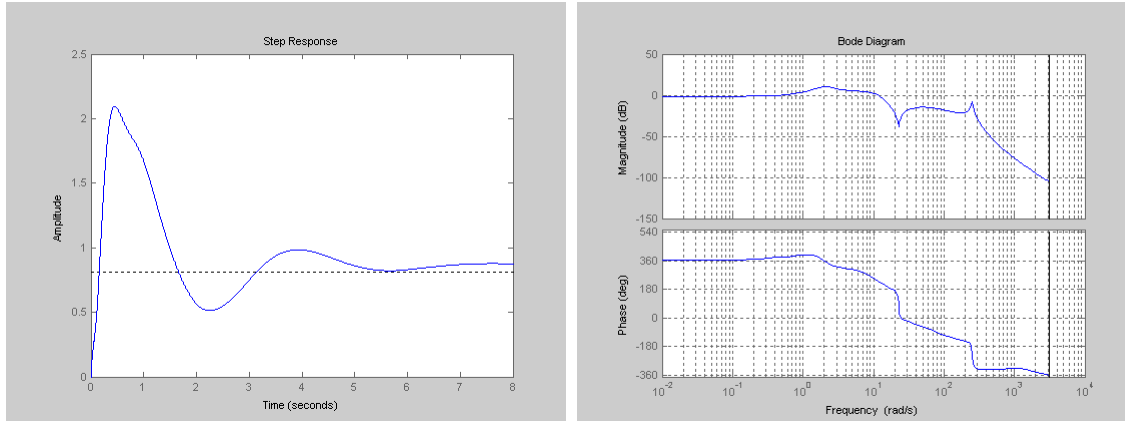 Step Response
2.5
2
1.5
1
0.5
0
Amplitude
0 1 2 3 4 5 6 7 8
Time (seconds)
Bode Diagram
50
0
-50
-100
-150
Magnitude (dB)
540
360
180
0
-180
-360
Phase (deg)
10-2 10-1 100 101 102 103 104
Frequency (rad/s)